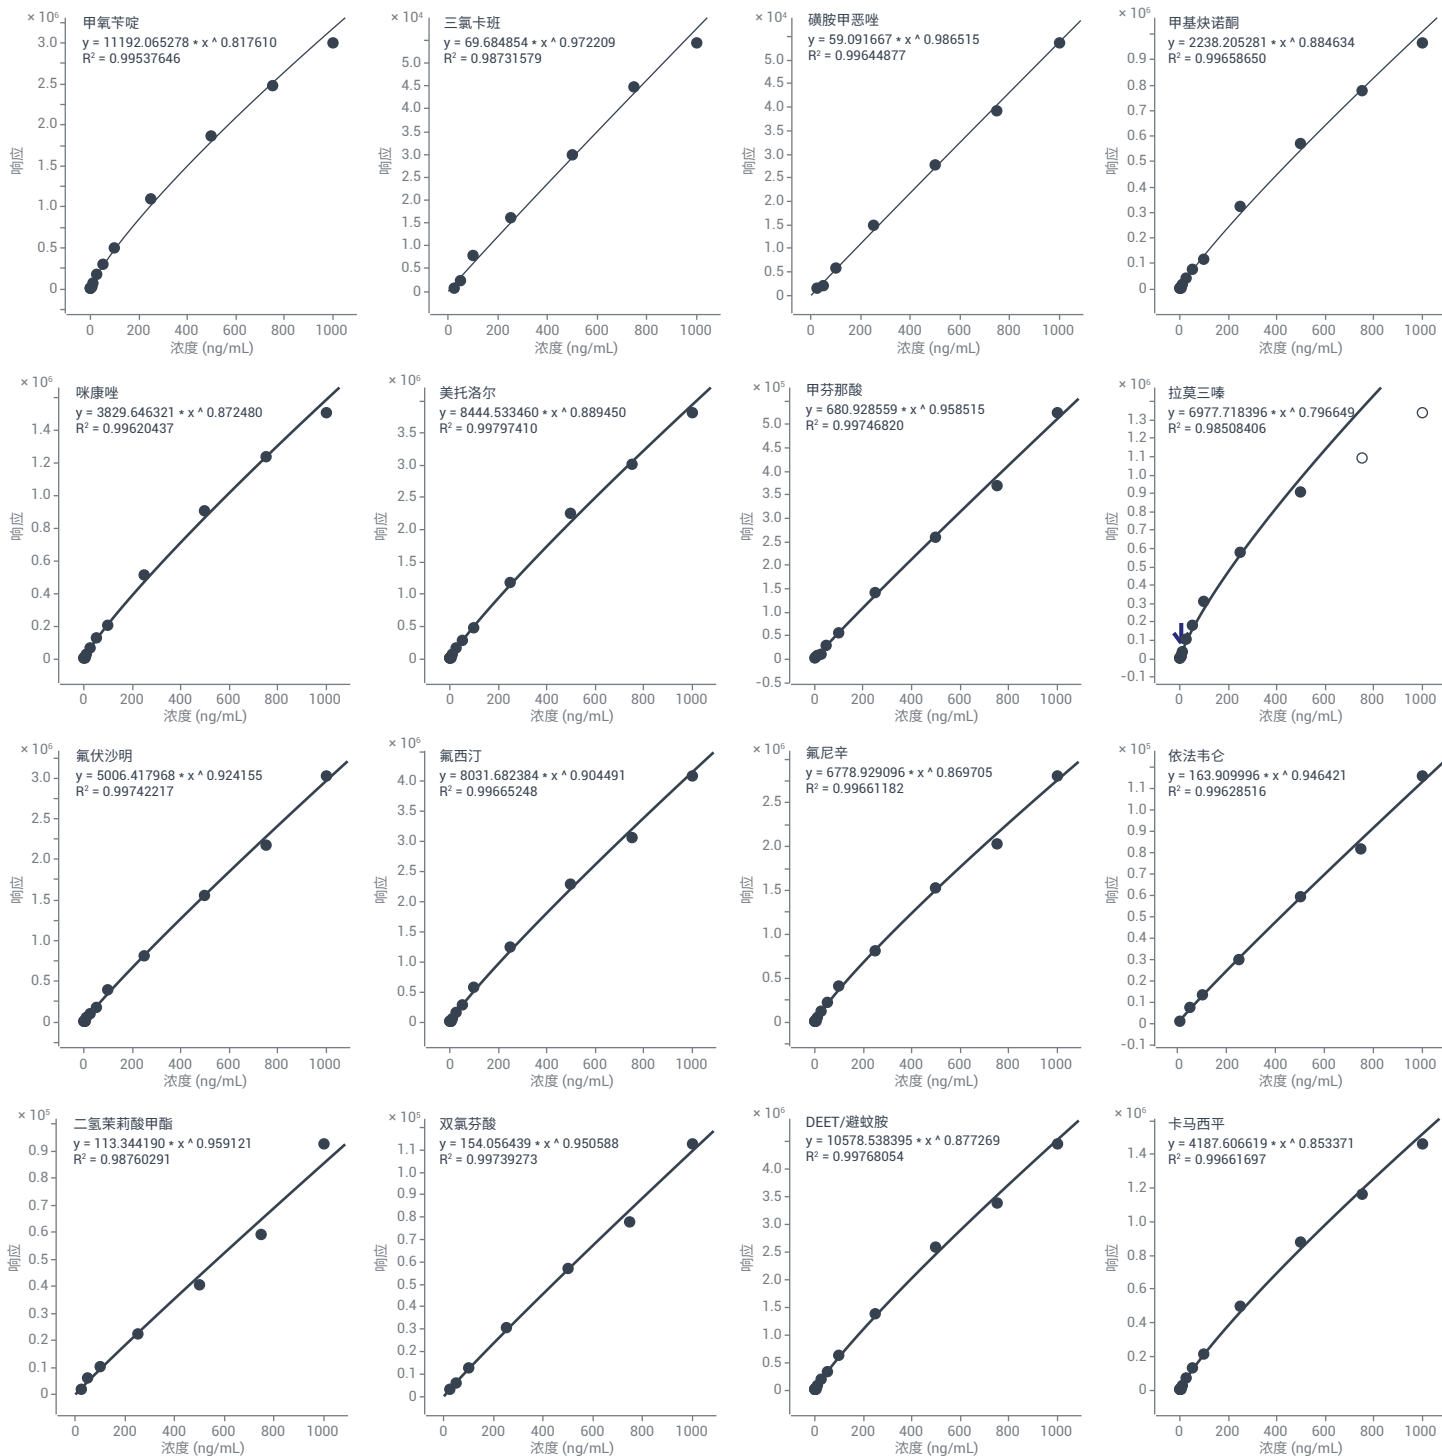 × 10⁶
甲氧苄啶
y = 11192.065278 * x ^ 0.817610
R² = 0.99537646
3.0
2.5
2.0
1.5
1.0
0.5
0
响应
0 200 400 600 800 1000
浓度 (ng/mL)
× 10⁴
三氯卡班
y = 69.684854 * x ^ 0.972209
R² = 0.98731579
5.0
4.5
4.0
3.0
2.5
2.0
1.5
1.0
0.5
0
响应
0 200 400 600 800 1000
浓度 (ng/mL)
× 10⁴
磺胺甲恶唑
y = 59.091667 * x ^ 0.986515
R² = 0.99644877
5.0
4.0
3.0
2.5
2.0
1.5
1.0
0.5
0
响应
0 200 400 600 800 1000
浓度 (ng/mL)
× 10⁶
甲基炔诺酮
y = 2238.205281 * x ^ 0.884634
R² = 0.99658650
0.9
0.8
0.7
0.6
0.5
0.4
0.3
0.2
0.1
0
响应
0 200 400 600 800 1000
浓度 (ng/mL)
× 10⁶
咪康唑
y = 3829.646321 * x ^ 0.872480
R² = 0.99620437
1.4
1.2
1.0
0.8
0.6
0.4
0.2
0
响应
0 200 400 600 800 1000
浓度 (ng/mL)
× 10⁶
美托洛尔
y = 8444.533460 * x ^ 0.889450
R² = 0.99797410
3.5
3.0
2.5
2.0
1.5
1.0
0.5
0
响应
0 200 400 600 800 1000
浓度 (ng/mL)
× 10⁵
甲芬那酸
y = 680.928559 * x ^ 0.958515
R² = 0.99746820
5.0
4.5
4.0
3.5
3.0
2.5
2.0
1.5
1.0
0.5
0
-0.5
响应
0 200 400 600 800 1000
浓度 (ng/mL)
× 10⁶
拉莫三嗪
y = 6977.718396 * x ^ 0.796649
R² = 0.98508406
1.3
1.2
1.1
1.0
0.9
0.8
0.6
0.5
0.4
0.3
0.2
0.1
0
-0.1
响应
0 200 400 600 800 1000
浓度 (ng/mL)
× 10⁶
氟伏沙明
y = 5006.417968 * x ^ 0.924155
R² = 0.99742217
3.0
2.0
1.0
0.5
0
响应
0 200 400 600 800 1000
浓度 (ng/mL)
× 10⁶
氟西汀
y = 8031.682384 * x ^ 0.904491
R² = 0.99665248
4.0
3.5
3.0
2.5
2.0
1.0
0.5
0
响应
0 200 400 600 800 1000
浓度 (ng/mL)
× 10⁶
氟尼辛
y = 6778.929096 * x ^ 0.869705
R² = 0.99661182
2.5
2.0
1.5
1.0
0.5
0
响应
0 200 400 600 800 1000
浓度 (ng/mL)
× 10⁵
依法韦仑
y = 163.909996 * x ^ 0.946421
R² = 0.99628516
1.1
1.0
0.9
0.8
0.6
0.5
0.4
0.3
0.2
0.1
0
-0.1
响应
0 200 400 600 800 1000
浓度 (ng/mL)
× 10⁵
二氢茉莉酸甲酯
y = 113.344190 * x ^ 0.959121
R² = 0.98760291
0.9
0.8
0.7
0.6
0.5
0.4
0.3
0.2
0.1
0
响应
0 200 400 600 800 1000
浓度 (ng/mL)
× 10⁵
双氯芬酸
y = 154.056439 * x ^ 0.950588
R² = 0.99739273
1.1
0.1
0.9
0.8
0.6
0.5
0.4
0.3
0.2
0.1
0
响应
0 200 400 600 800 1000
浓度 (ng/mL)
× 10⁶
DEET/避蚊胺
y = 10578.538395 * x ^ 0.877269
R² = 0.99768054
4.0
3.5
3.0
2.5
2.0
1.5
1.0
0.5
0
响应
0 200 400 600 800 1000
浓度 (ng/mL)
× 10⁶
卡马西平
y = 4187.606619 * x ^ 0.853371
R² = 0.99661697
1.4
1.2
1.0
0.8
0.6
0.4
0.2
0
响应
0 200 400 600 800 1000
浓度 (ng/mL)